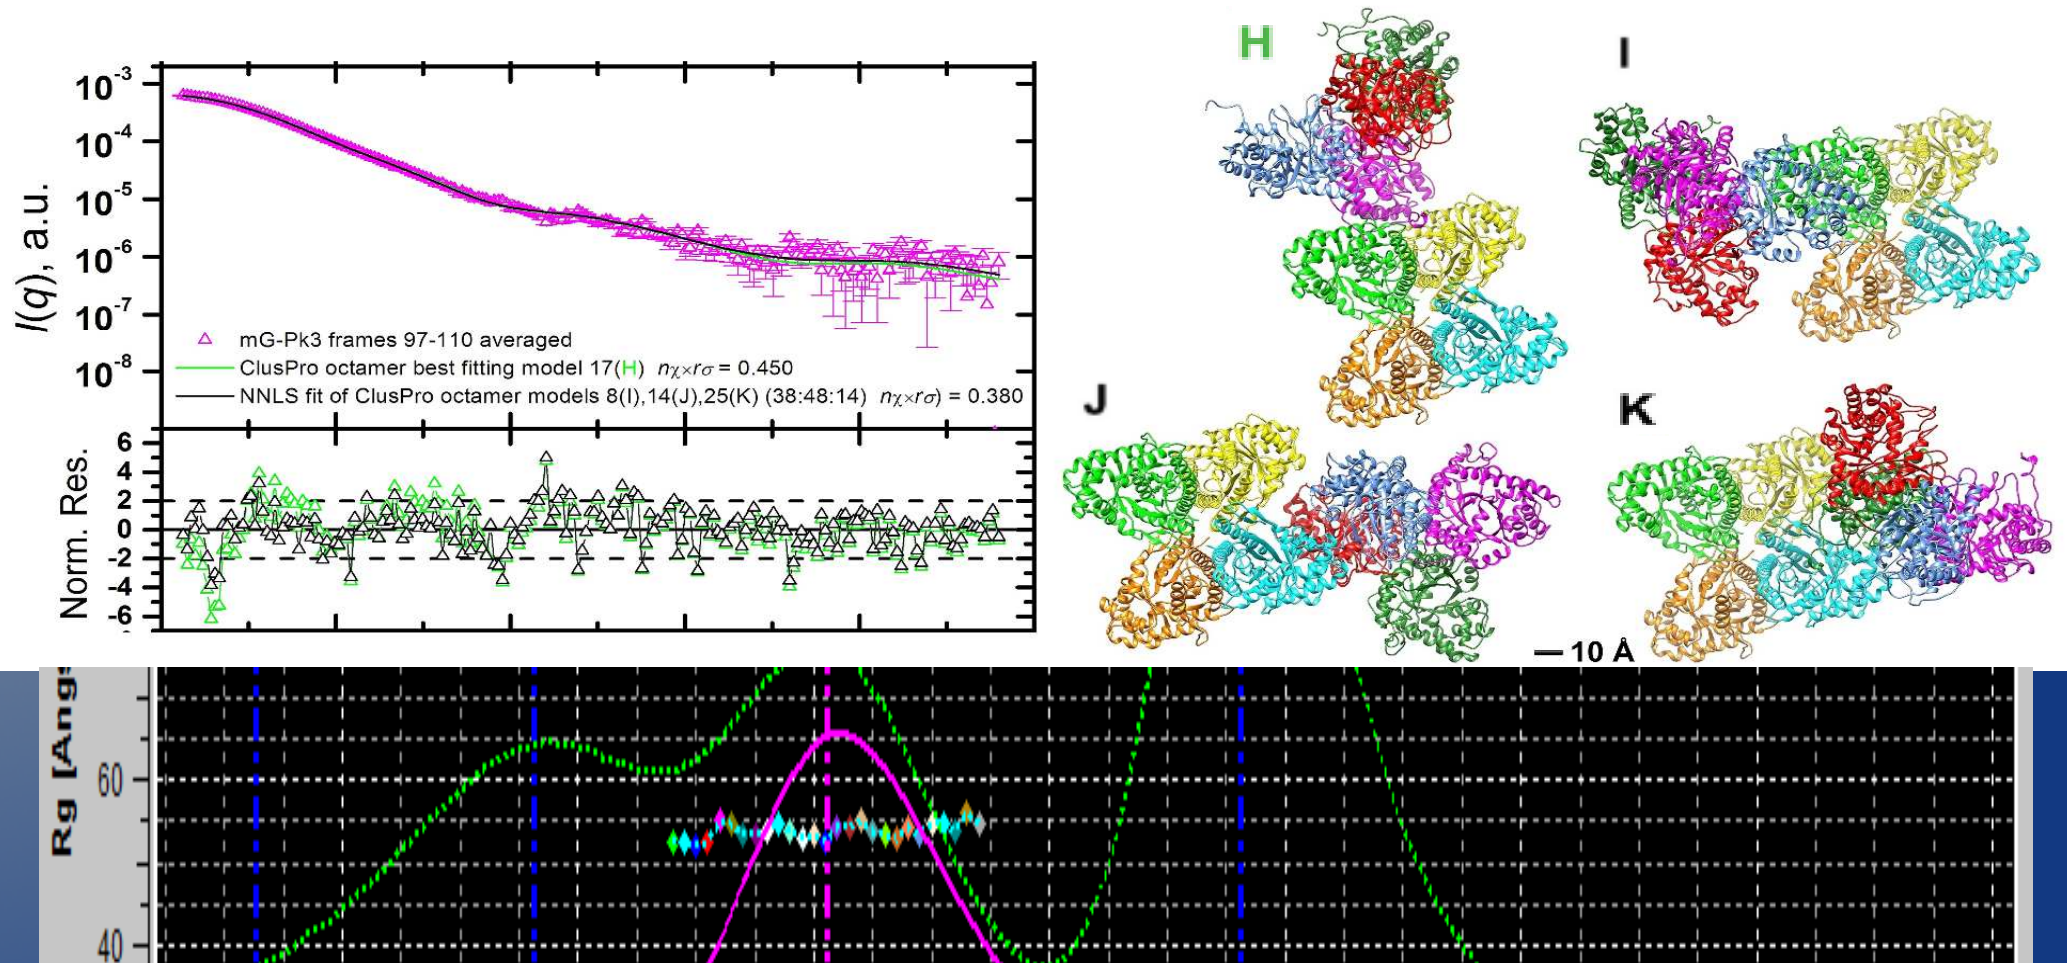 10-3
10-4
10-5
10-6
10-7
10-8
I(q), a.u.
mG-Pk3 frames 97-110 averaged
ClusPro octamer best fitting model 17(H) nχ×rσ = 0.450
NNLS fit of ClusPro octamer models 8(I),14(J),25(K) (38:48:14) nχ×rσ) = 0.380
6
4
2
0
-2
-4
-6
Norm. Res.
H
I
J
K
10 Å
Rg [Angs
60
40